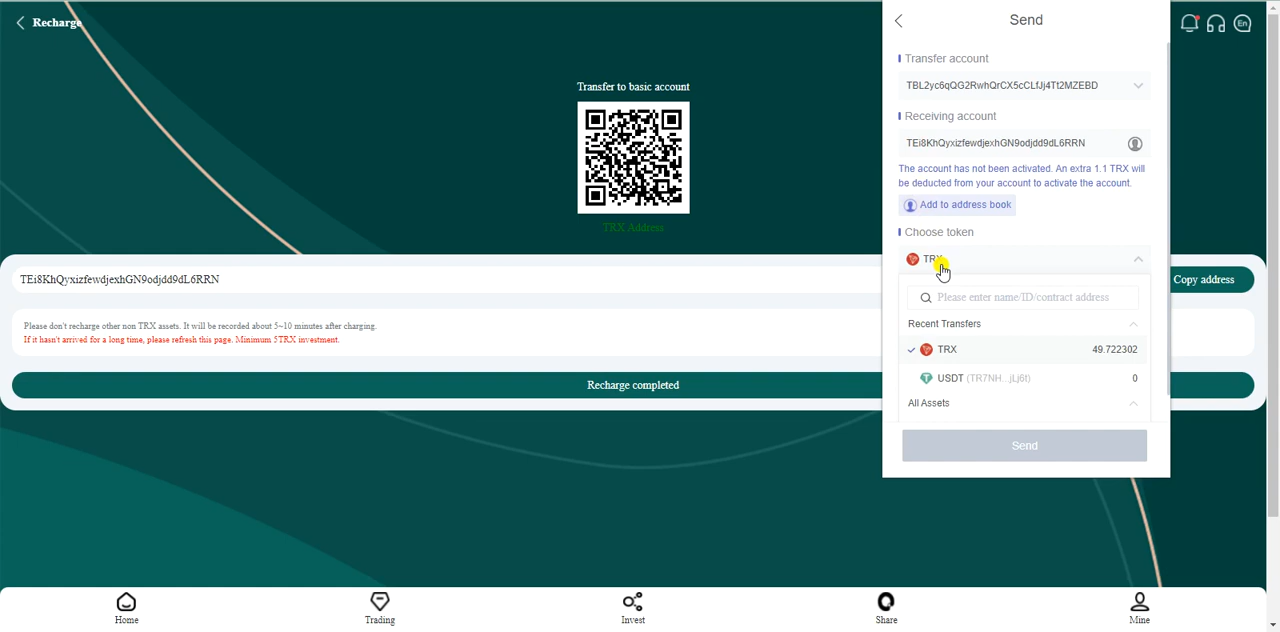 Recharge
Transfer to basic account
TRX Address
TEi8KhQyxizfewdjexhGN9odjdd9dL6RRN
Copy address
Please don't recharge other non TRX assets. It will be recorded about 5~10 minutes after charging.
If it hasn't arrived for a long time, please refresh this page. Minimum 5TRX investment.
Recharge completed
Send
Transfer account
TBL2yc6qQG2RwhQrCX5cCLfJj4Tt2MZEBD
Receiving account
TEi8KhQyxizfewdjexhGN9odjdd9dL6RRN
The account has not been activated. An extra 1.1 TRX will
be deducted from your account to activate the account.
Add to address book
Choose token
TRX
Please enter name/ID/contract address
Recent Transfers
TRX 49.722302
USDT (TR7NH...jLj6t) 0
All Assets
Send
En
Home
Trading
Invest
Share
Mine